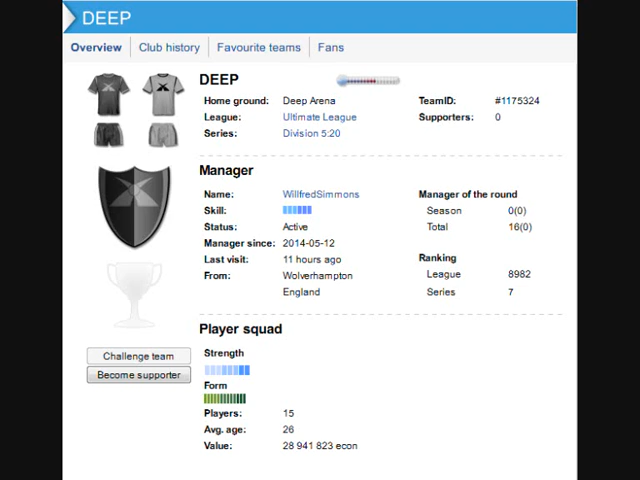 DEEP
Overview Club history Favourite teams Fans
DEEP
Home ground: Deep Arena TeamID: #1175324
League: Ultimate League Supporters: 0
Series: Division 5:20
Manager
Name: WillfredSimmons Manager of the round
Skill: Season 0(0)
Status: Active Total 16(0)
Manager since: 2014-05-12
Last visit: 11 hours ago Ranking
From: Wolverhampton League 8982
England Series 7
Player squad
Challenge team
Become supporter
Strength
Form
Players: 15
Avg. age: 26
Value: 28 941 823 econ